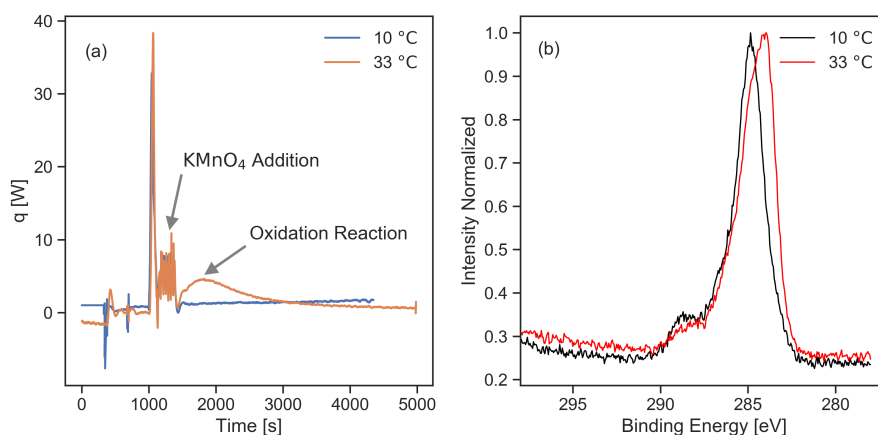 (a)
10 °C
33 °C
KMnO₄ Addition
Oxidation Reaction
q [W]
40
30
20
10
0
0 1000 2000 3000 4000 5000
Time [s]
(b)
10 °C
33 °C
Intensity Normalized
1.0
0.9
0.8
0.7
0.6
0.5
0.4
0.3
0.2
295 290 285 280
Binding Energy [eV]